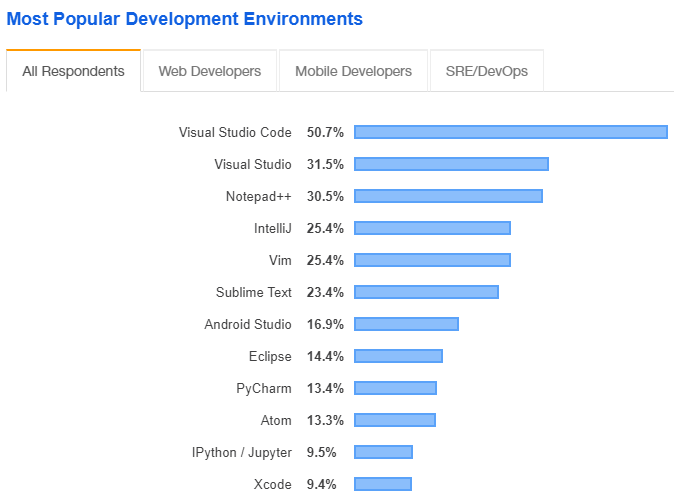 Most Popular Development Environments
All Respondents Web Developers Mobile Developers SRE/DevOps
Visual Studio Code 50.7%
Visual Studio 31.5%
Notepad++ 30.5%
IntelliJ 25.4%
Vim 25.4%
Sublime Text 23.4%
Android Studio 16.9%
Eclipse 14.4%
PyCharm 13.4%
Atom 13.3%
IPython / Jupyter 9.5%
Xcode 9.4%